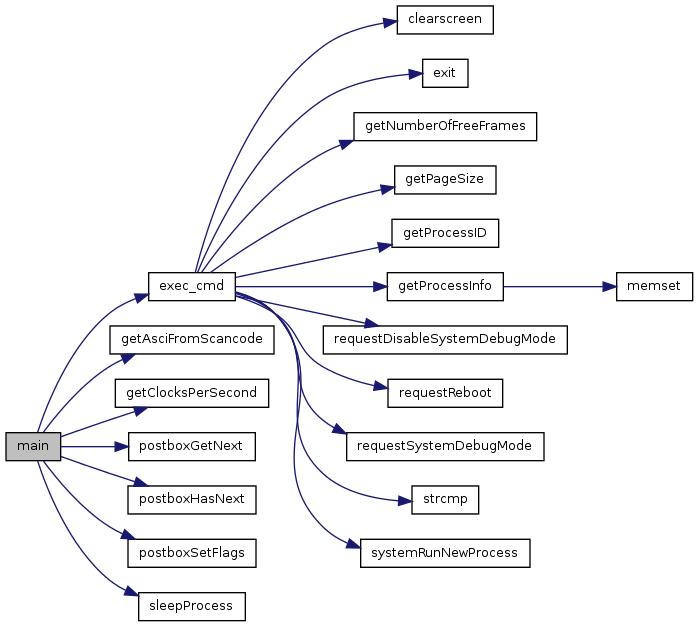 clearscreen
exit
getNumberOfFreeFrames
getPageSize
getProcessID
exec_cmd
getProcessInfo
memset
getAsciFromScancode
requestDisableSystemDebugMode
getClocksPerSecond
requestReboot
main
postboxGetNext
requestSystemDebugMode
postboxHasNext
strcmp
postboxSetFlags
systemRunNewProcess
sleepProcess